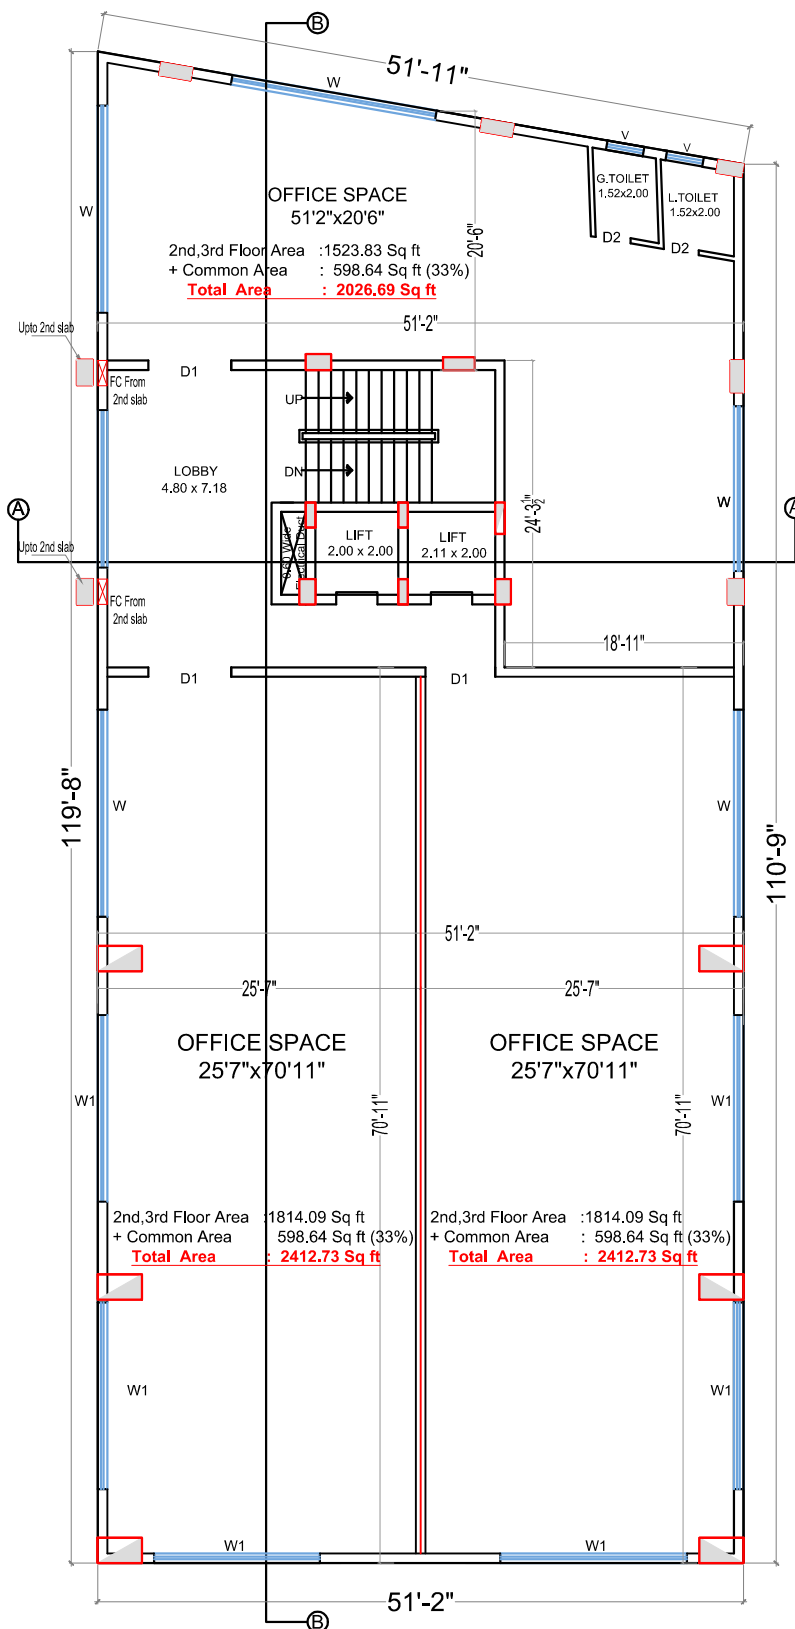 B
51'-11"
W
V
V
G.TOILET
1.52x2.00
L.TOILET
1.52x2.00
OFFICE SPACE
51'2"x20'6"
W
20'-6"
D2
D2
2nd,3rd Floor Area :1523.83 Sq ft
+ Common Area : 598.64 Sq ft (33%)
Total Area : 2026.69 Sq ft
51'-2"
Upto 2nd slab
D1
FC From
2nd slab
UP
LOBBY
4.80 x 7.18
DN
W
24'-3½"
A
A
LIFT
2.00 x 2.00
LIFT
2.11 x 2.00
0.60 Wide
Electrical Duct
Upto 2nd slab
FC From
2nd slab
18'-11"
D1
D1
119'-8"
W
W
110'-9"
51'-2"
25'-7"
25'-7"
OFFICE SPACE
25'7"x70'11"
OFFICE SPACE
25'7"x70'11"
W1
70'-11"
70'-11"
W1
2nd,3rd Floor Area :1814.09 Sq ft
+ Common Area 598.64 Sq ft (33%)
Total Area : 2412.73 Sq ft
2nd,3rd Floor Area :1814.09 Sq ft
+ Common Area : 598.64 Sq ft (33%)
Total Area : 2412.73 Sq ft
W1
W1
W1
W1
51'-2"
B